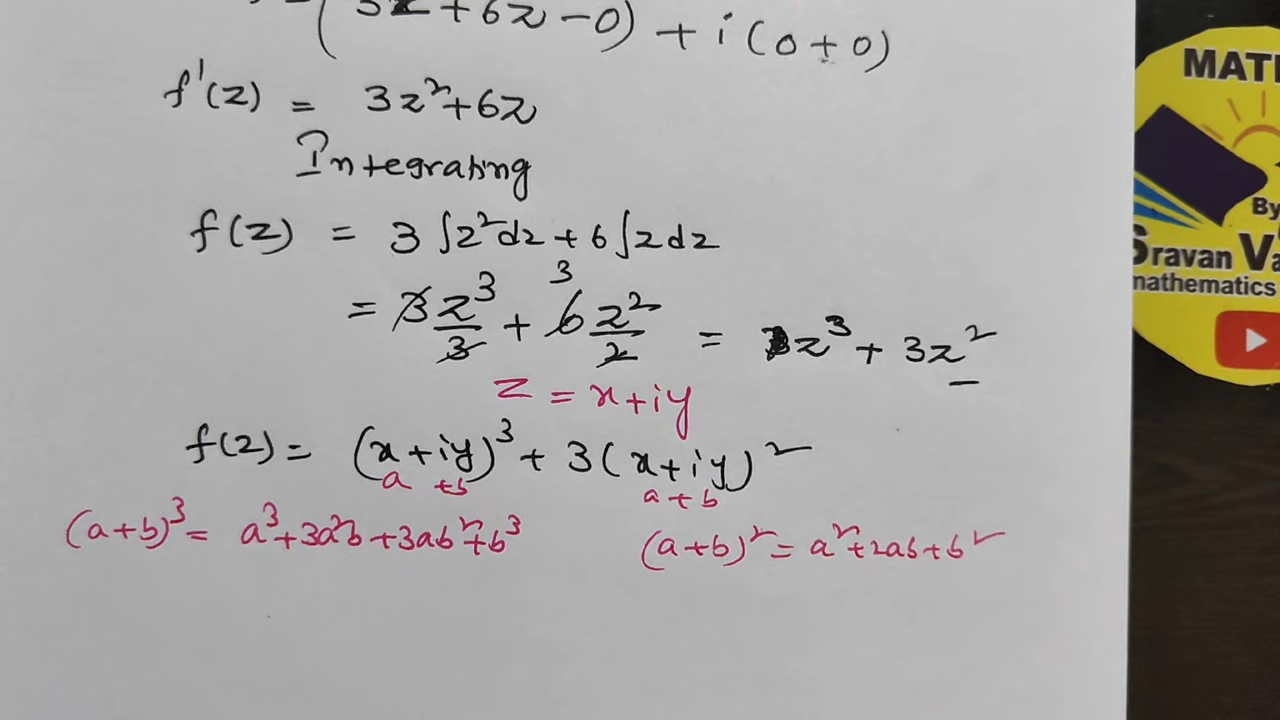 (3z + 6z - 0) + i(0 + 0)
f'(z) = 3z²+6z
Integrating
f(z) = 3 ∫z²dz + 6 ∫z dz
= 3 z³/3 + 6 3 z²/2 = z³ + 3z²
z = x+iy
f(z) = (x+iy)³ + 3(x+iy)²
a +b a + b
(a+b)³ = a³+3a²b+3ab²+b³ (a+b)² = a²+2ab+b²
MAT
By
Sravan Va
mathematics